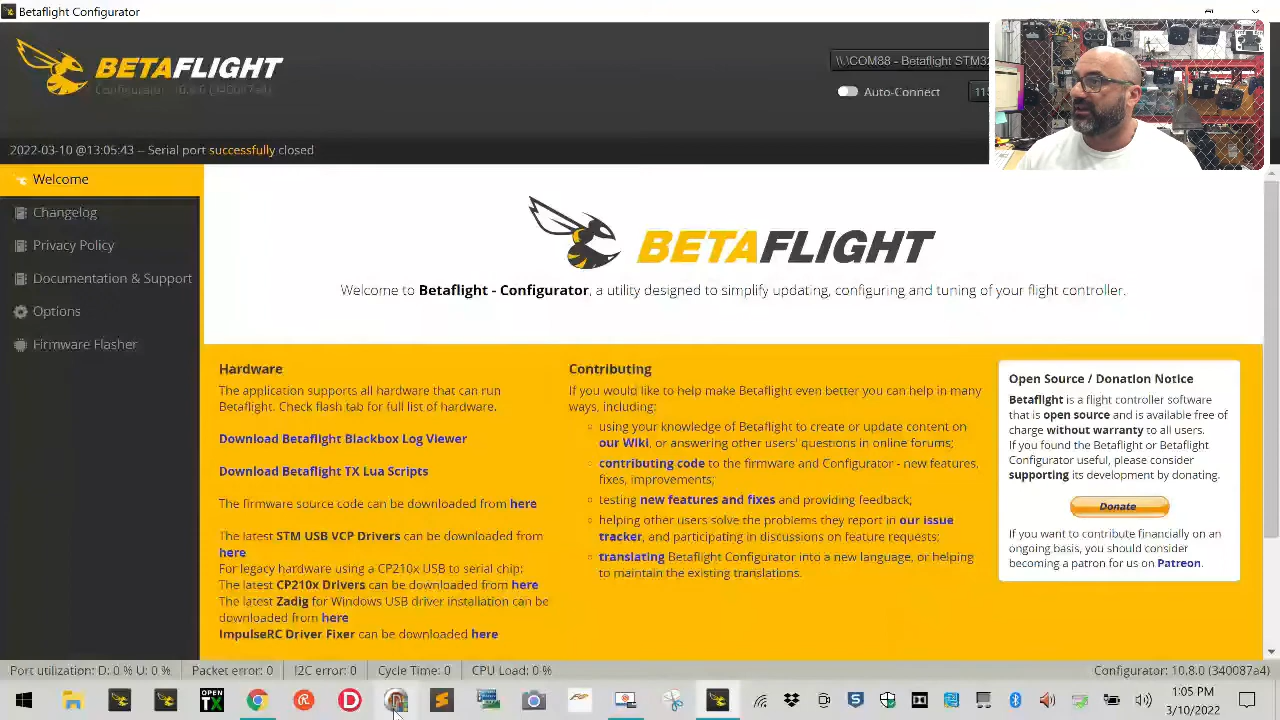 Betaflight Configurator
BETAFLIGHT
Configurator 10.8.0 (340087a4)
\\.\COM88 - Betaflight STM32
Auto-Connect
115
2022-03-10 @13:05:43 -- Serial port successfully closed
Welcome
Changelog
Privacy Policy
Documentation & Support
Options
Firmware Flasher
BETAFLIGHT
Welcome to Betaflight - Configurator, a utility designed to simplify updating, configuring and tuning of your flight controller.
Hardware
The application supports all hardware that can run
Betaflight. Check flash tab for full list of hardware.
Download Betaflight Blackbox Log Viewer
Download Betaflight TX Lua Scripts
The firmware source code can be downloaded from here
The latest STM USB VCP Drivers can be downloaded from
here
For legacy hardware using a CP210x USB to serial chip:
The latest CP210x Drivers can be downloaded from here
The latest Zadig for Windows USB driver installation can be
downloaded from here
ImpulseRC Driver Fixer can be downloaded here
Contributing
If you would like to help make Betaflight even better you can help in many
ways, including:
using your knowledge of Betaflight to create or update content on
our Wiki, or answering other users' questions in online forums;
contributing code to the firmware and Configurator - new features,
fixes, improvements;
testing new features and fixes and providing feedback;
helping other users solve the problems they report in our issue
tracker, and participating in discussions on feature requests;
translating Betaflight Configurator into a new language, or helping
to maintain the existing translations.
Open Source / Donation Notice
Betaflight is a flight controller software
that is open source and is available free of
charge without warranty to all users.
If you found the Betaflight or Betaflight
Configurator useful, please consider
supporting its development by donating.
Donate
If you want to contribute financially on an
ongoing basis, you should consider
becoming a patron for us on Patreon.
Port utilization: D: 0 % U: 0 %
Packet error: 0
I2C error: 0
Cycle Time: 0
CPU Load: 0 %
Configurator: 10.8.0 (340087a4)
OPEN
TX
1:05 PM
3/10/2022